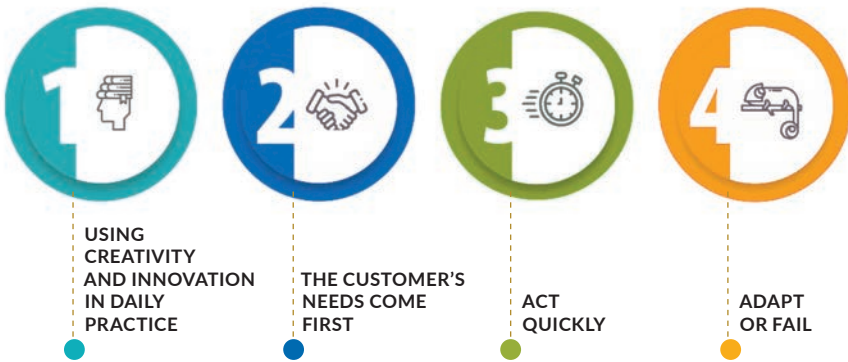 1
2
3
4
USING
CREATIVITY
AND INNOVATION
IN DAILY
PRACTICE
THE CUSTOMER'S
NEEDS COME
FIRST
ACT
QUICKLY
ADAPT
OR FAIL